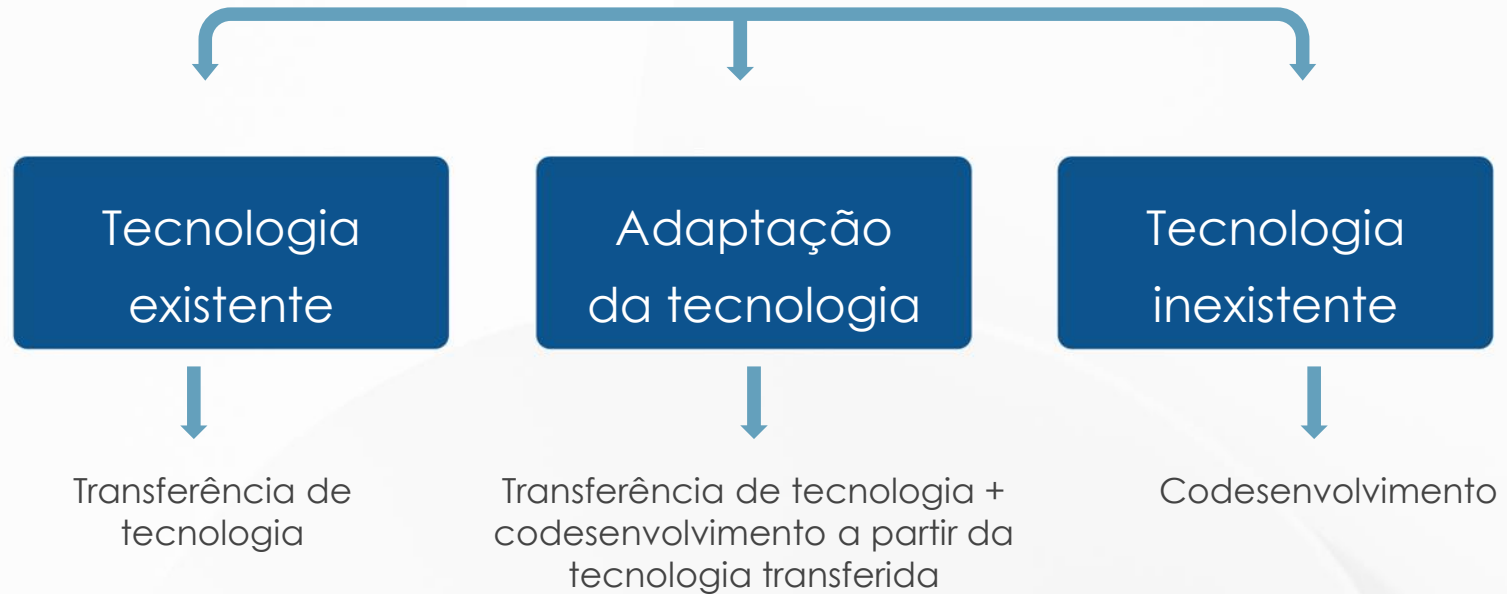 Tecnologia
existente
Adaptação
da tecnologia
Tecnologia
inexistente
Transferência de
tecnologia
Transferência de tecnologia +
codesenvolvimento a partir da
tecnologia transferida
Codesenvolvimento